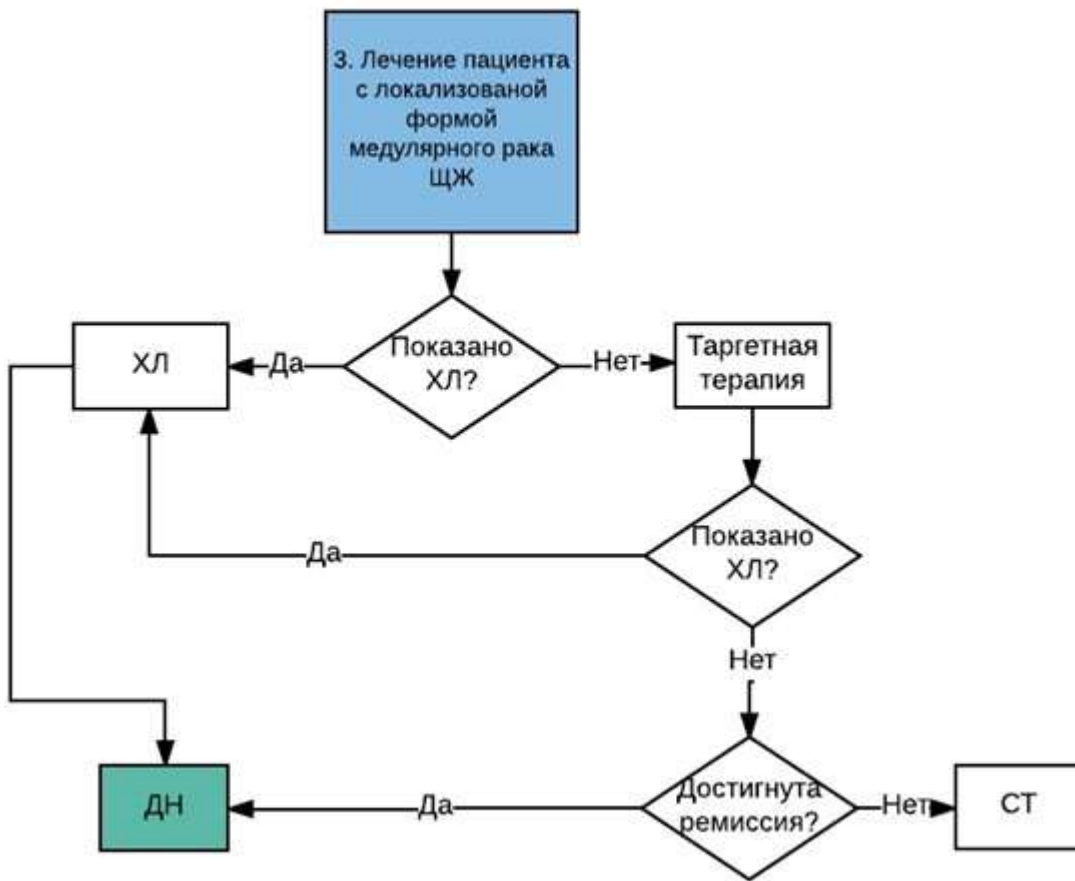 3. Лечение пациента
с локализованой
формой
медулярного рака
ЩЖ
ХЛ
Да
Показано
ХЛ?
Нет
Таргетная
терапия
Показано
ХЛ?
Да
Нет
ДН
Да
Достигнута
ремиссия?
Нет
СТ